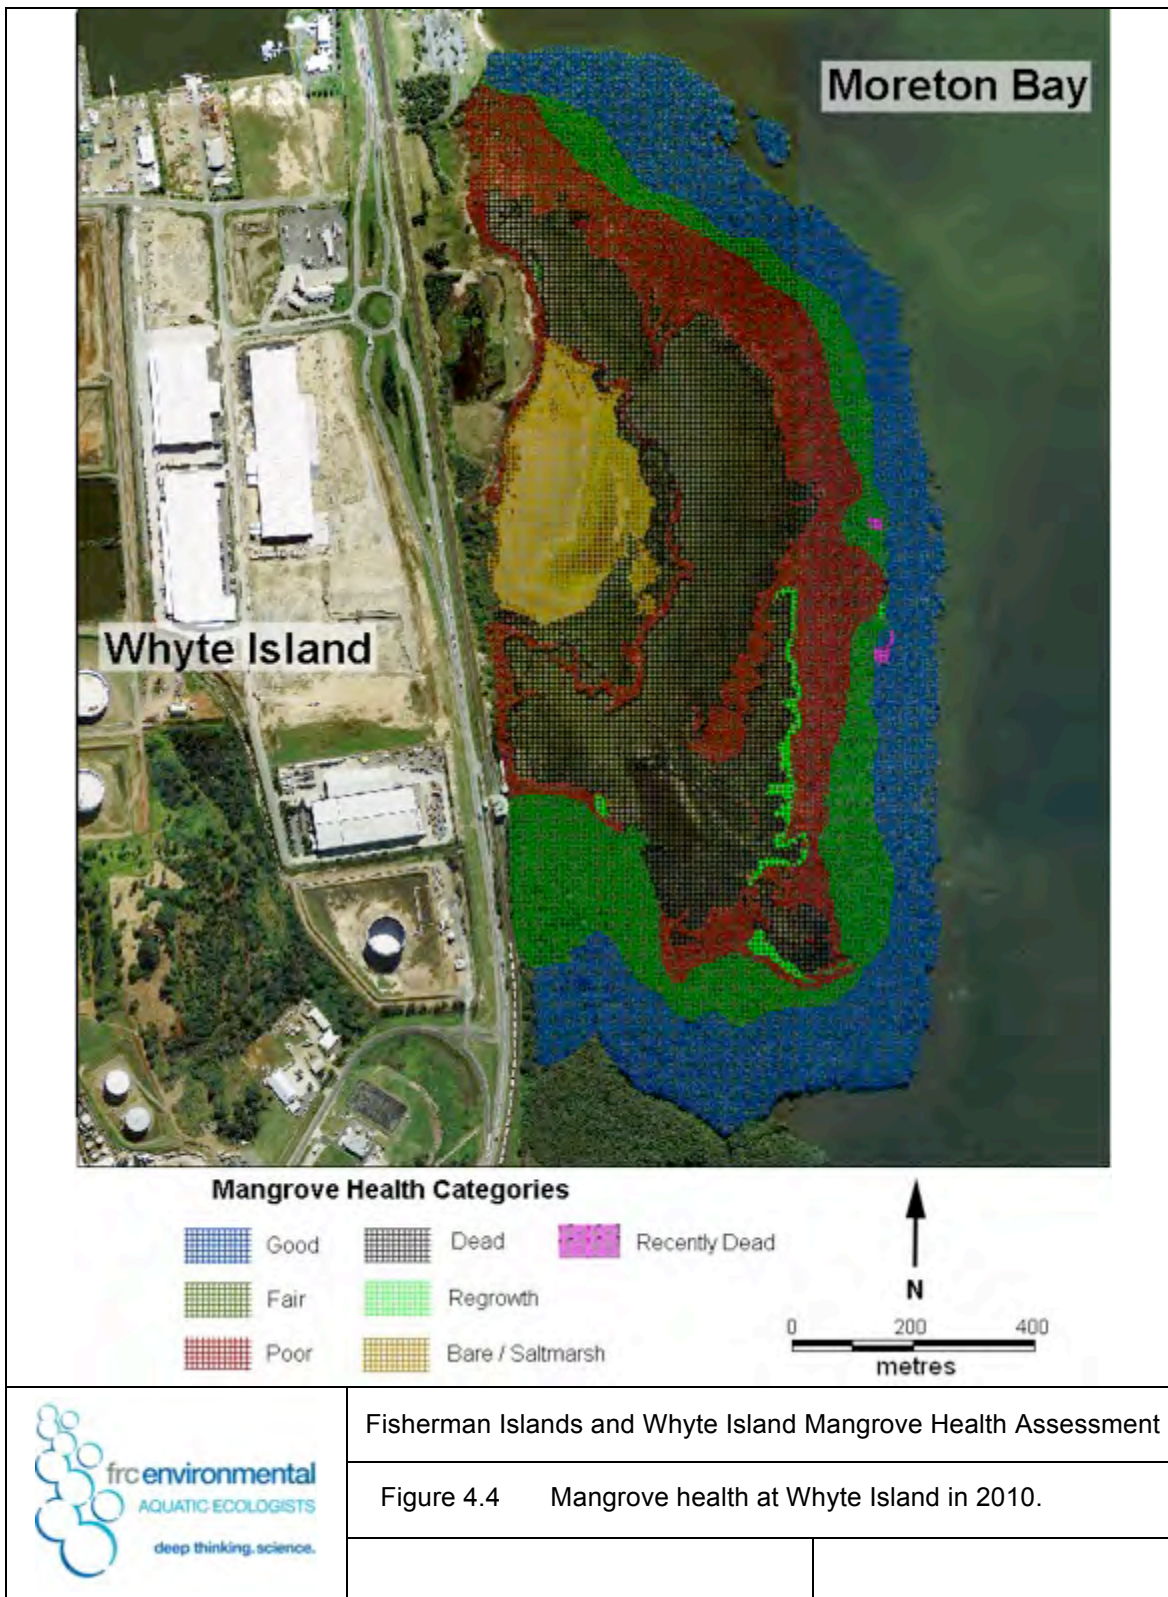 Moreton Bay
Whyte Island
Mangrove Health Categories
Good
Dead
Recently Dead
Fair
Regrowth
Poor
Bare / Saltmarsh
N
0 200 400
metres
frc environmental
AQUATIC ECOLOGISTS
deep thinking. science.
Fisherman Islands and Whyte Island Mangrove Health Assessment
Figure 4.4 Mangrove health at Whyte Island in 2010.